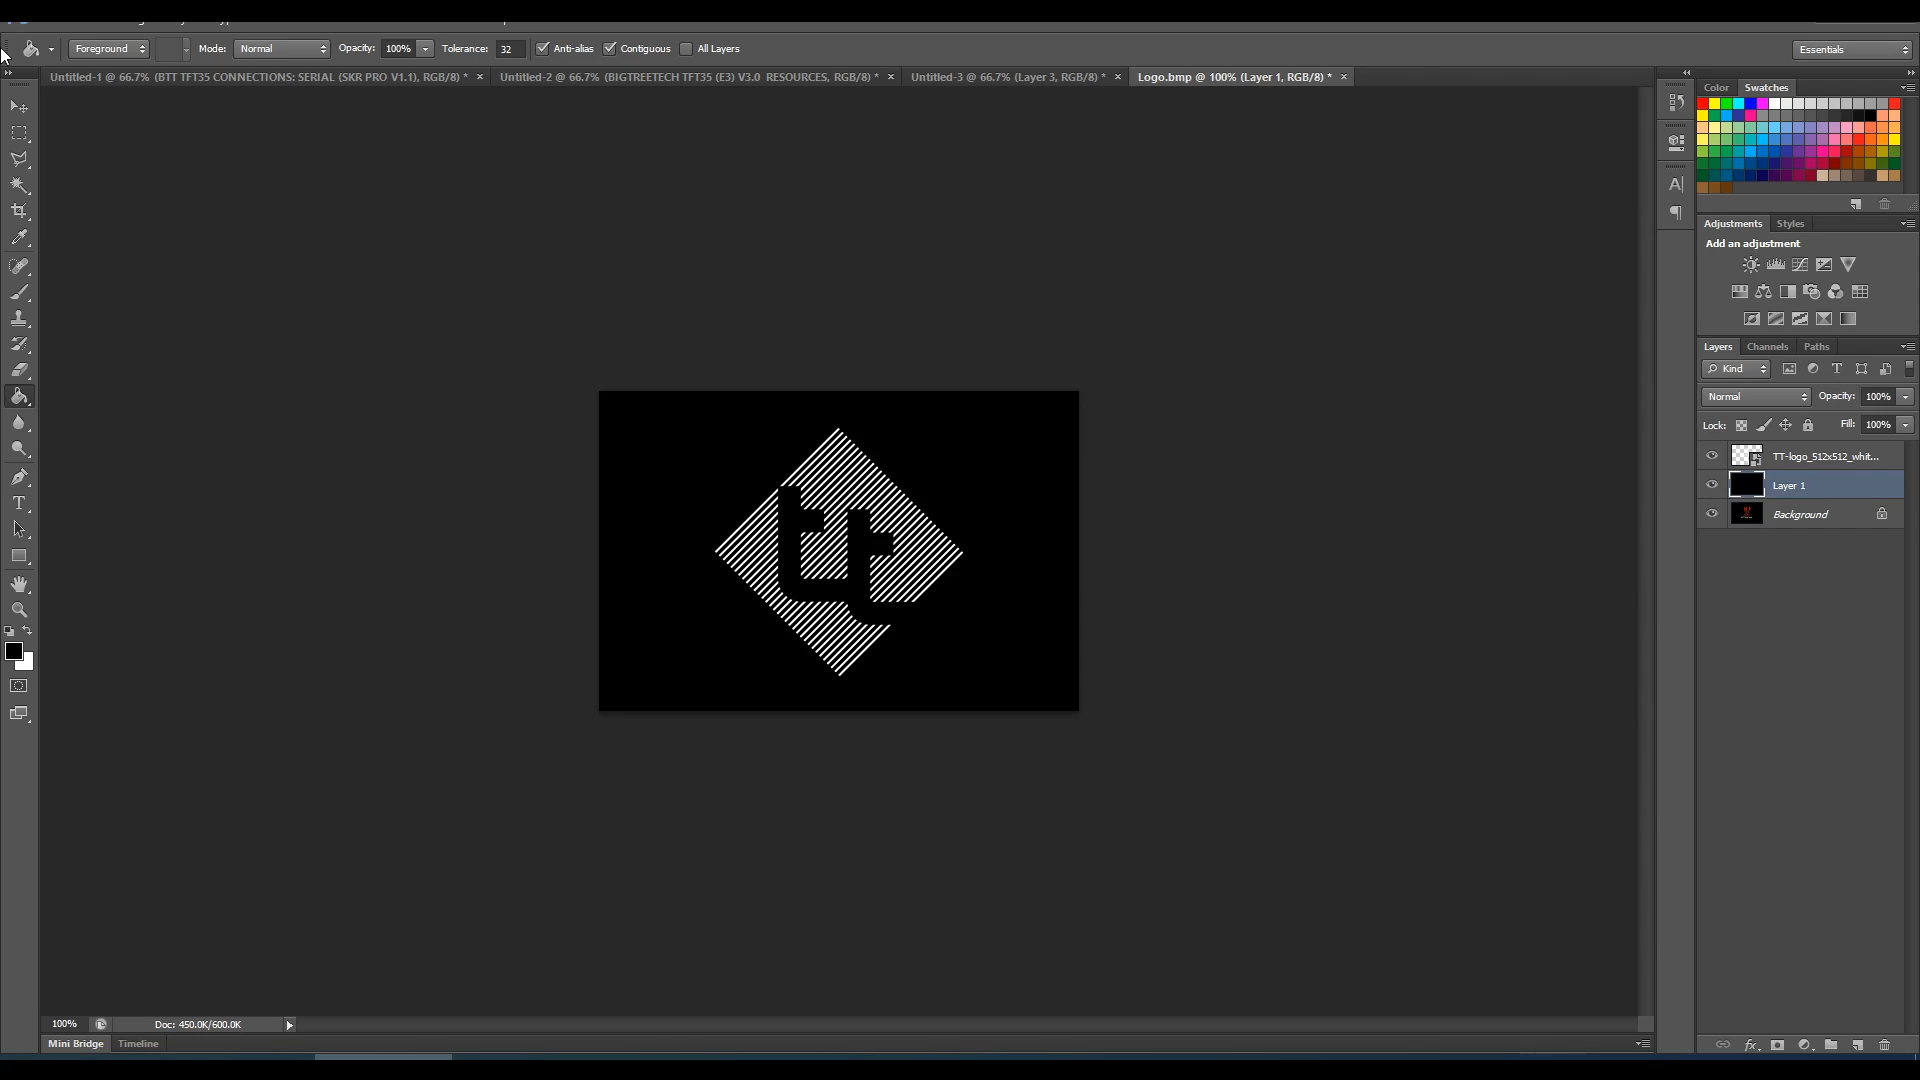 Foreground Mode: Normal Opacity: 100% Tolerance: 32 Anti-alias Contiguous All Layers Essentials
Untitled-1 @ 66.7% (BTT TFT35 CONNECTIONS: SERIAL (SKR PRO V1.1), RGB/8) * × Untitled-2 @ 66.7% (BIGTREETECH TFT35 (E3) V3.0 RESOURCES, RGB/8) * × Untitled-3 @ 66.7% (Layer 3, RGB/8) * × Logo.bmp @ 100% (Layer 1, RGB/8) * ×
Color Swatches
Adjustments Styles
Add an adjustment
Layers Channels Paths
Kind
Normal Opacity: 100%
Lock: Fill: 100%
TT-logo_512x512_whit...
Layer 1
Background
100% Doc: 450.0K/600.0K
Mini Bridge Timeline